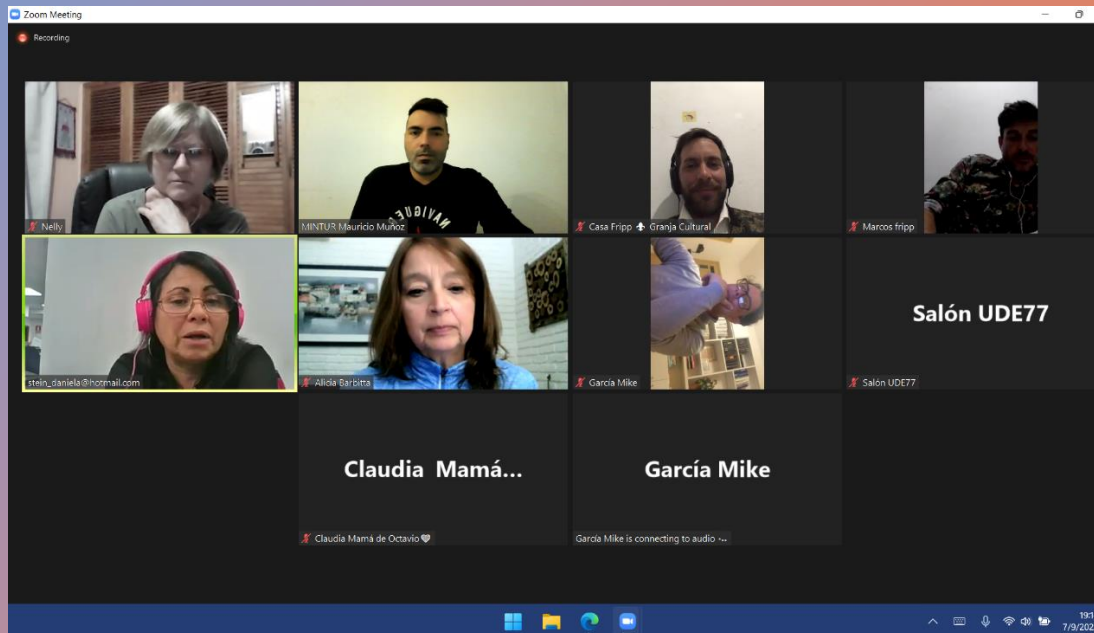 Zoom Meeting
Recording
Nelly
MINTUR Mauricio Muñoz
Casa Fripp Granja Cultural
Marcos fripp
stein_daniela@hotmail.com
Alicia Barbitta
García Mike
Salón UDE77
Salón UDE77
Claudia Mamá...
García Mike
Claudia Mamá de Octavio
García Mike is connecting to audio ...
19:1
7/9/202